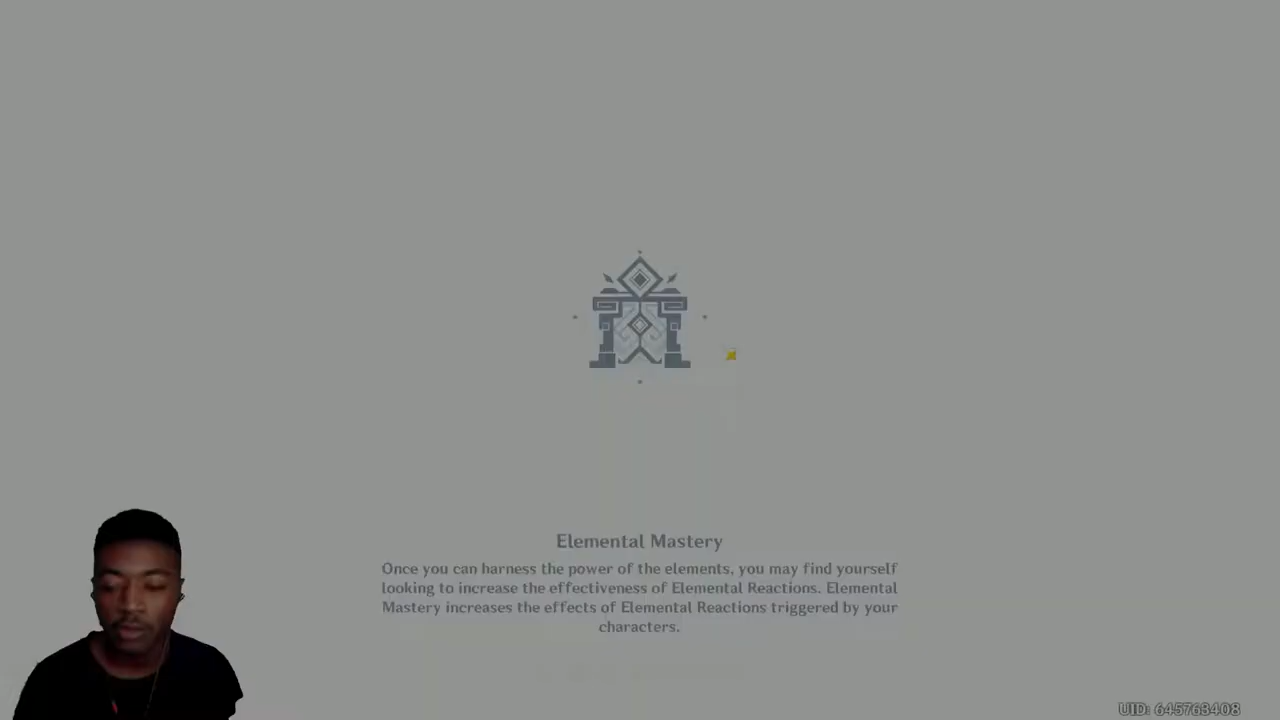 Elemental Mastery
Once you can harness the power of the elements, you may find yourself
looking to increase the effectiveness of Elemental Reactions. Elemental
Mastery increases the effects of Elemental Reactions triggered by your
characters.
UID: 645763408